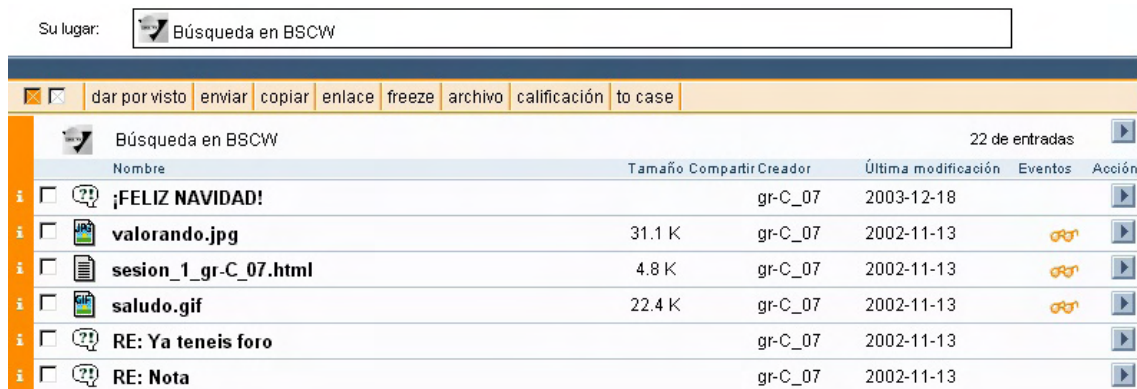 Su lugar: Búsqueda en BSCW
dar por visto enviar copiar enlace freeze archivo calificación to case
Búsqueda en BSCW 22 de entradas
Nombre Tamaño Compartir Creador Última modificación Eventos Acción
i ?! ¡FELIZ NAVIDAD! gr-C_07 2003-12-18
i JPG valorando.jpg 31.1 K gr-C_07 2002-11-13
i sesion_1_gr-C_07.html 4.8 K gr-C_07 2002-11-13
i GIF saludo.gif 22.4 K gr-C_07 2002-11-13
i ?! RE: Ya teneis foro gr-C_07 2002-11-13
i ?! RE: Nota gr-C_07 2002-11-13